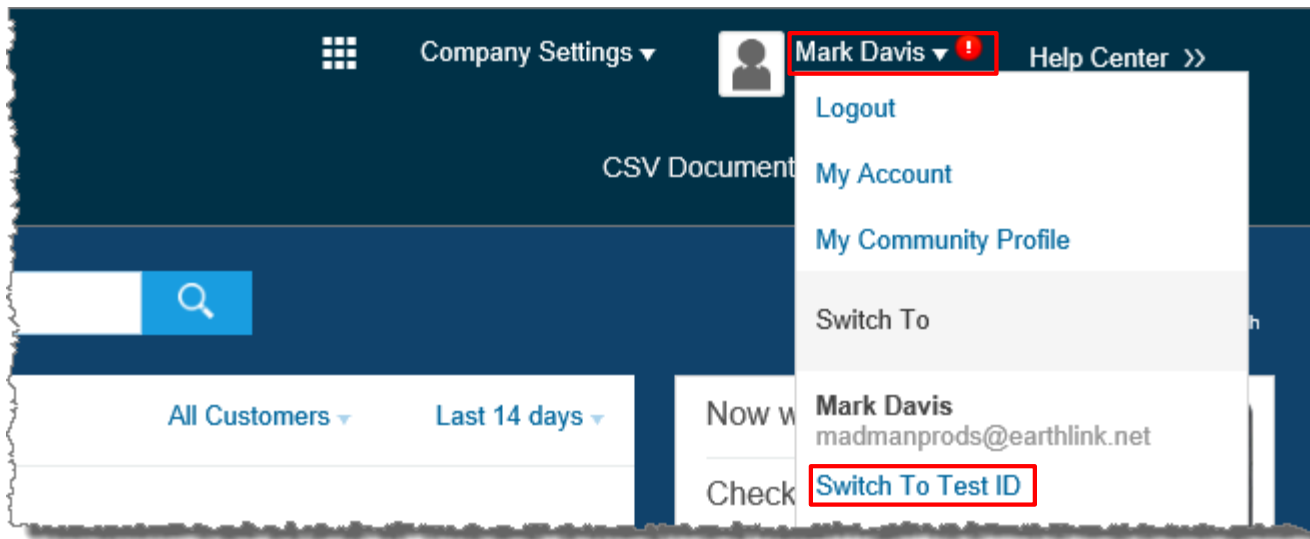 Company Settings
Mark Davis
!
Help Center >>
Logout
CSV Document
My Account
My Community Profile
Switch To
h
All Customers
Last 14 days
Now w
Mark Davis
madmanprods@earthlink.net
Check
Switch To Test ID